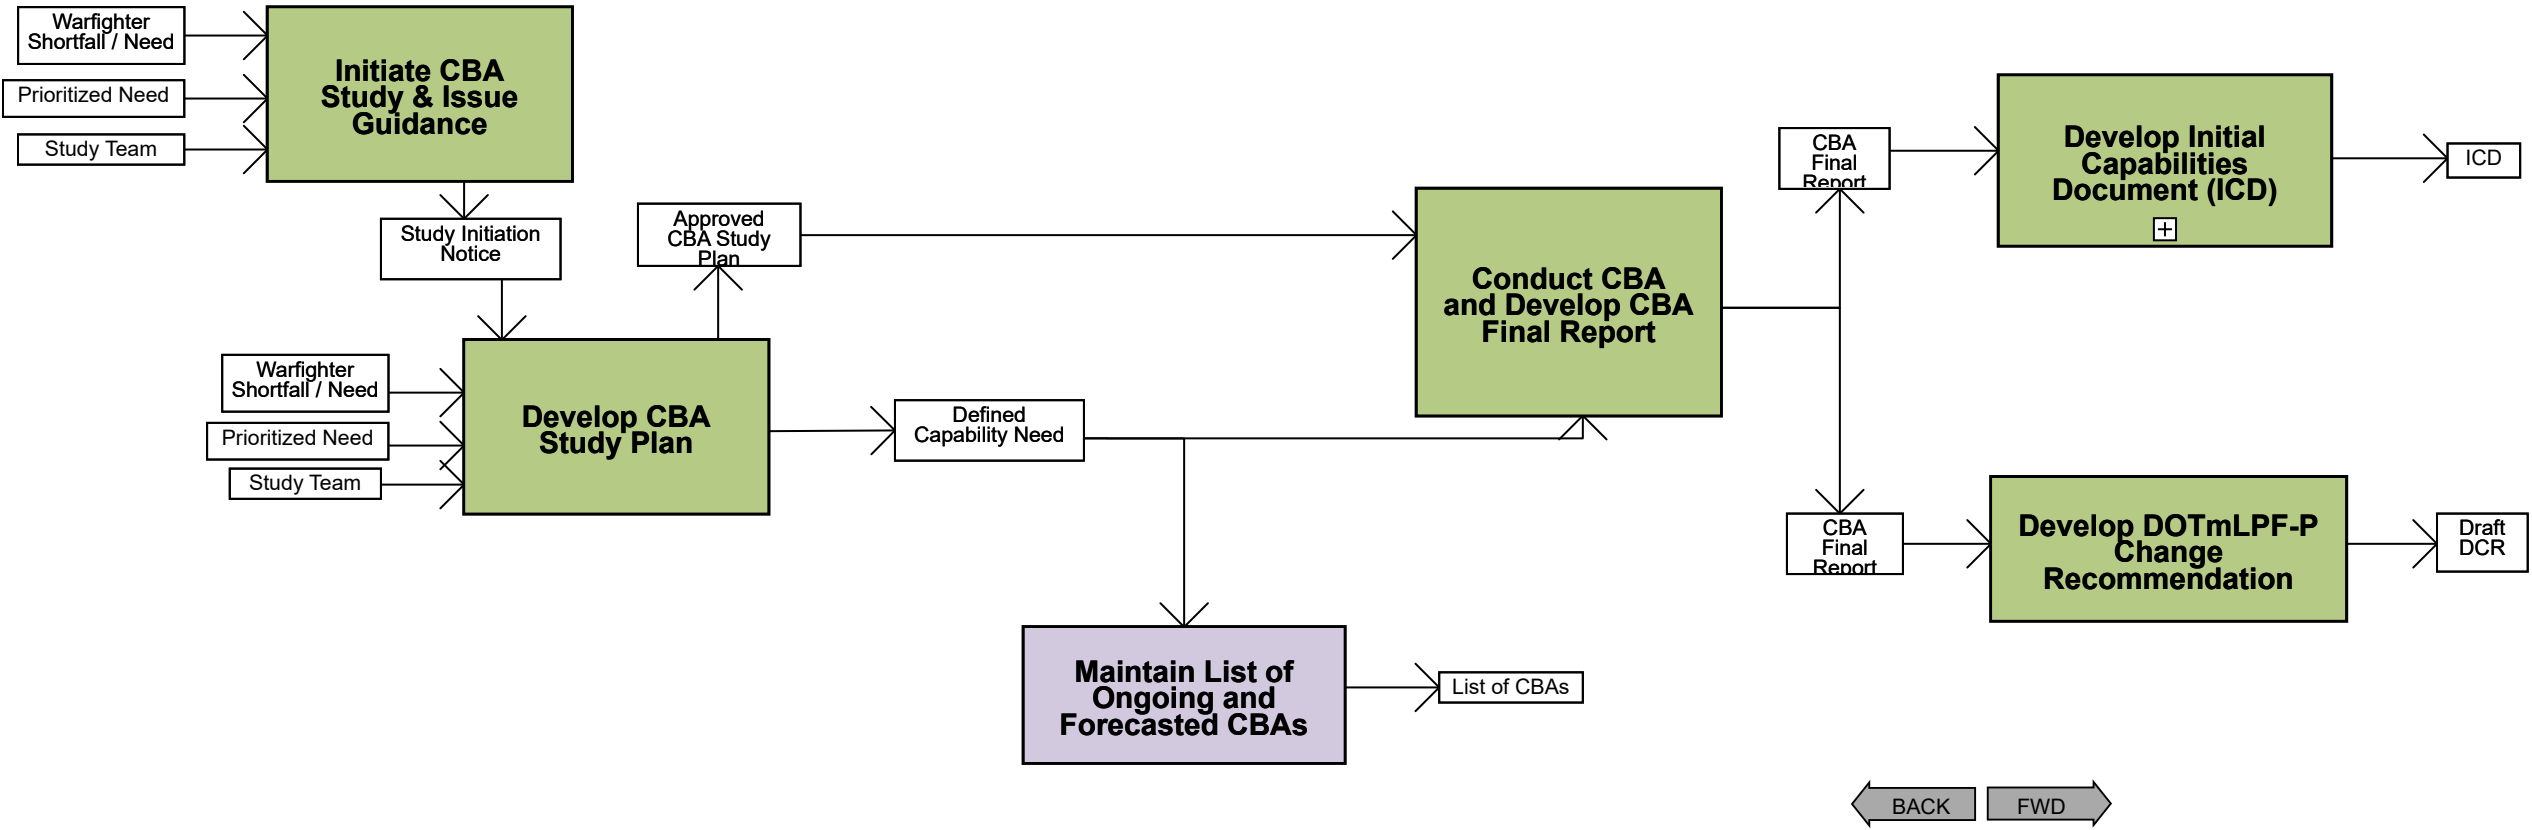 Warfighter
Shortfall / Need
Prioritized Need
Study Team
Initiate CBA
Study & Issue
Guidance
Study Initiation
Notice
Approved
CBA Study
Plan
Warfighter
Shortfall / Need
Prioritized Need
Study Team
Develop CBA
Study Plan
Defined
Capability Need
Conduct CBA
and Develop CBA
Final Report
CBA
Final
Report
Develop Initial
Capabilities
Document (ICD)
ICD
CBA
Final
Report
Develop DOTmLPF-P
Change
Recommendation
Draft
DCR
Maintain List of
Ongoing and
Forecasted CBAs
List of CBAs
BACK
FWD